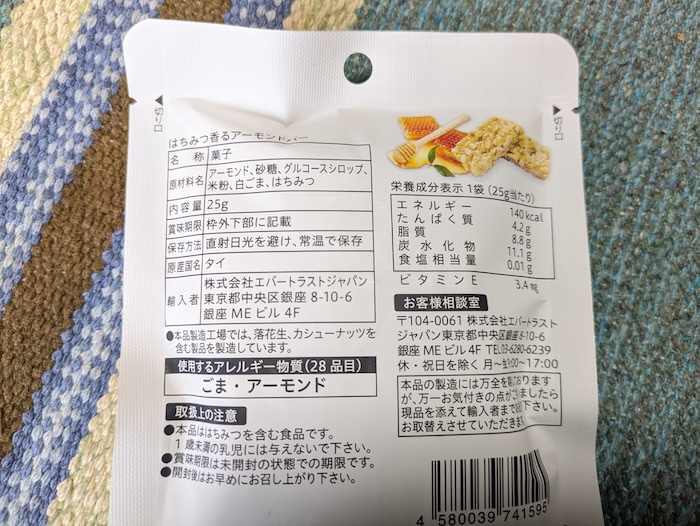 切り口
切り口
はちみつ香るアーモンドバー
名 称 菓子
原材料名 アーモンド、砂糖、グルコースシロップ、
米粉、白ごま、はちみつ
内容量 25g
賞味期限 枠外下部に記載
保存方法 直射日光を避け、常温で保存
原産国名 タイ
輸入者 株式会社エバートラストジャパン
東京都中央区銀座 8-10-6
銀座 ME ビル 4F
●本品製造工場では、落花生、カシューナッツを
含む製品を製造しています。
使用するアレルギー物質(28 品目)
ごま・アーモンド
取扱上の注意
●本品ははちみつを含む食品です。
1 歳未満の乳児には与えないで下さい。
●賞味期限は未開封の状態での期限です。
●開封後はお早めにお召し上がり下さい。
栄養成分表示 1袋(25g当たり)
エネルギー 140 kcal
たんぱく質 4.2g
脂質 8.8g
炭水化物 11.1g
食塩相当量 0.01g
ビタミンE 3.4mg
お客様相談室
〒104-0061 株式会社エバートラスト
ジャパン東京都中央区銀座8-10-6
銀座 ME ビル 4F TEL03-6280-6239
休・祝日を除く 月〜金9:00〜17:00
本品の製造には万全を期しております
が、万一お気付きの点がございましたら
現品を添えて輸入者までお送り下さい。
お取替えさせていただきます
4 580039 741595